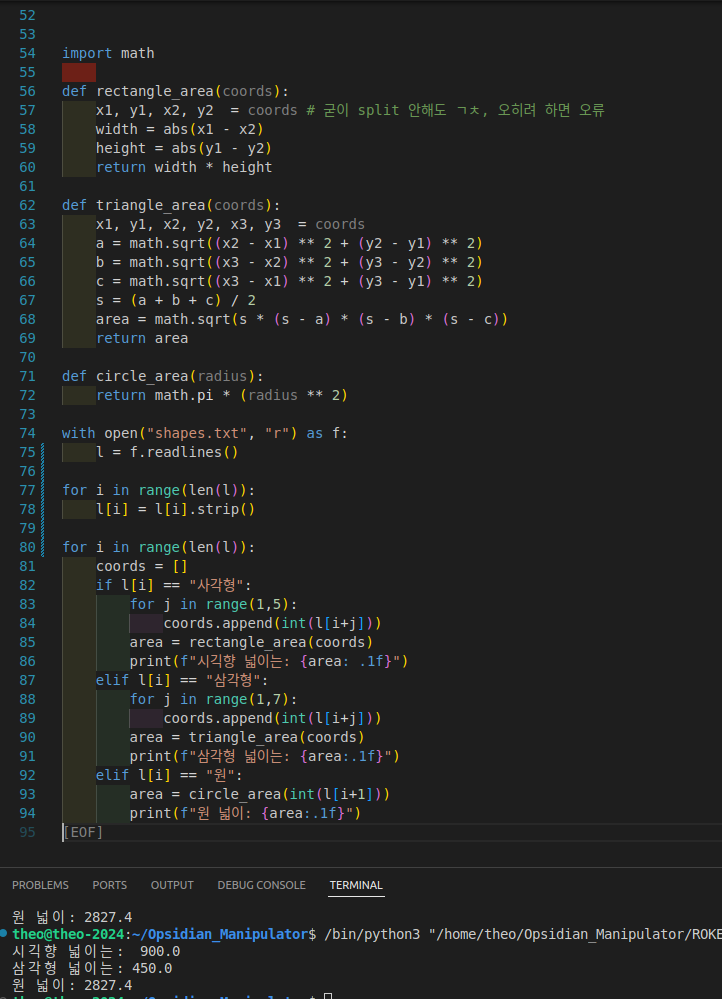 52
53
54 import math
55
56 def rectangle_area(coords):
57     x1, y1, x2, y2  = coords # 굳이 split 안해도 ㄱㅊ, 오히려 하면 오류
58     width = abs(x1 - x2)
59     height = abs(y1 - y2)
60     return width * height
61
62 def triangle_area(coords):
63     x1, y1, x2, y2, x3, y3  = coords
64     a = math.sqrt((x2 - x1) ** 2 + (y2 - y1) ** 2)
65     b = math.sqrt((x3 - x2) ** 2 + (y3 - y2) ** 2)
66     c = math.sqrt((x3 - x1) ** 2 + (y3 - y1) ** 2)
67     s = (a + b + c) / 2
68     area = math.sqrt(s * (s - a) * (s - b) * (s - c))
69     return area
70
71 def circle_area(radius):
72     return math.pi * (radius ** 2)
73
74 with open("shapes.txt", "r") as f:
75     l = f.readlines()
76
77 for i in range(len(l)):
78     l[i] = l[i].strip()
79
80 for i in range(len(l)):
81     coords = []
82     if l[i] == "사각형":
83         for j in range(1,5):
84             coords.append(int(l[i+j]))
85         area = rectangle_area(coords)
86         print(f"시긱향 넓이는: {area: .1f}")
87     elif l[i] == "삼각형":
88         for j in range(1,7):
89             coords.append(int(l[i+j]))
90         area = triangle_area(coords)
91         print(f"삼각형 넓이는: {area:.1f}")
92     elif l[i] == "원":
93         area = circle_area(int(l[i+1]))
94         print(f"원 넓이: {area:.1f}")
95 [EOF]
PROBLEMS PORTS OUTPUT DEBUG CONSOLE TERMINAL
원 넓이: 2827.4
theo@theo-2024:~/Opsidian_Manipulator$ /bin/python3 "/home/theo/Opsidian_Manipulator/ROKE
시긱향 넓이는:  900.0
삼각형 넓이는: 450.0
원 넓이: 2827.4